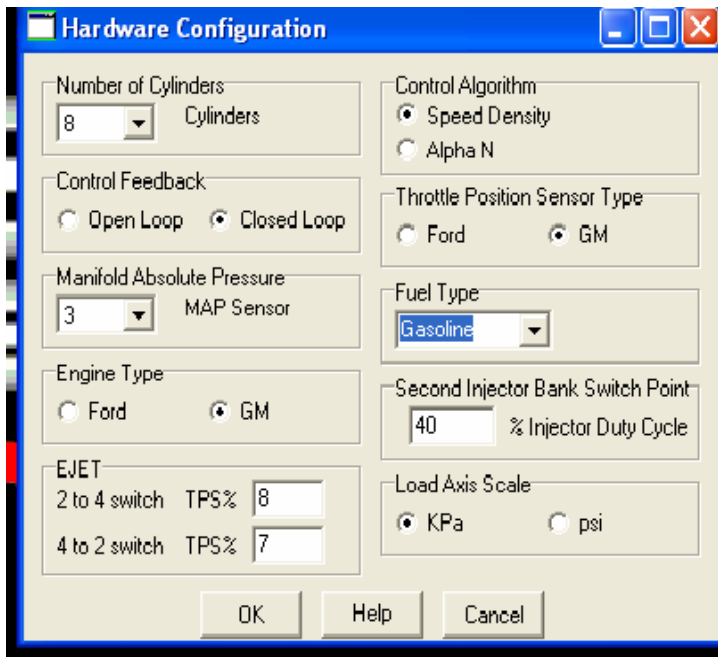 Hardware Configuration
Number of Cylinders
8 Cylinders
Control Feedback
Open Loop Closed Loop
Manifold Absolute Pressure
3 MAP Sensor
Engine Type
Ford GM
EJET
2 to 4 switch TPS% 8
4 to 2 switch TPS% 7
Control Algorithm
Speed Density
Alpha N
Throttle Position Sensor Type
Ford GM
Fuel Type
Gasoline
Second Injector Bank Switch Point
40 % Injector Duty Cycle
Load Axis Scale
KPa psi
OK Help Cancel